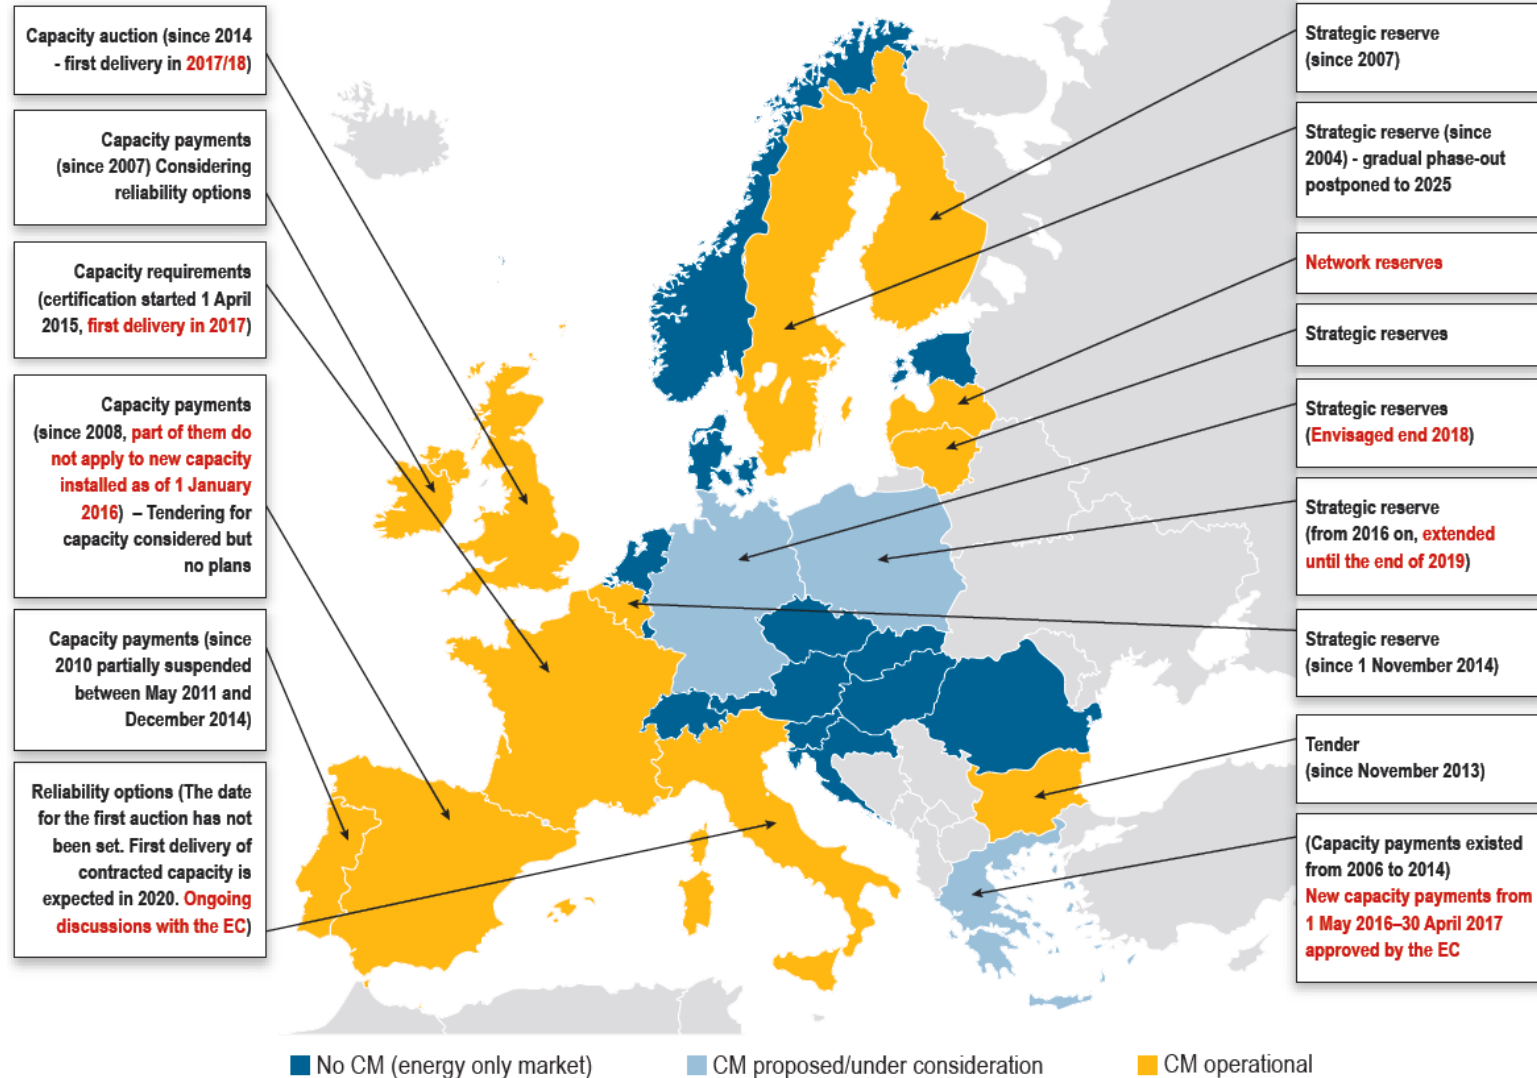 Capacity auction (since 2014
- first delivery in 2017/18)
Capacity payments
(since 2007) Considering
reliability options
Capacity requirements
(certification started 1 April
2015, first delivery in 2017)
Capacity payments
(since 2008, part of them do
not apply to new capacity
installed as of 1 January
2016) – Tendering for
capacity considered but
no plans
Capacity payments (since
2010 partially suspended
between May 2011 and
December 2014)
Reliability options (The date
for the first auction has not
been set. First delivery of
contracted capacity is
expected in 2020. Ongoing
discussions with the EC)
Strategic reserve
(since 2007)
Strategic reserve (since
2004) - gradual phase-out
postponed to 2025
Network reserves
Strategic reserves
Strategic reserves
(Envisaged end 2018)
Strategic reserve
(from 2016 on, extended
until the end of 2019)
Strategic reserve
(since 1 November 2014)
Tender
(since November 2013)
(Capacity payments existed
from 2006 to 2014)
New capacity payments from
1 May 2016–30 April 2017
approved by the EC
No CM (energy only market)
CM proposed/under consideration
CM operational